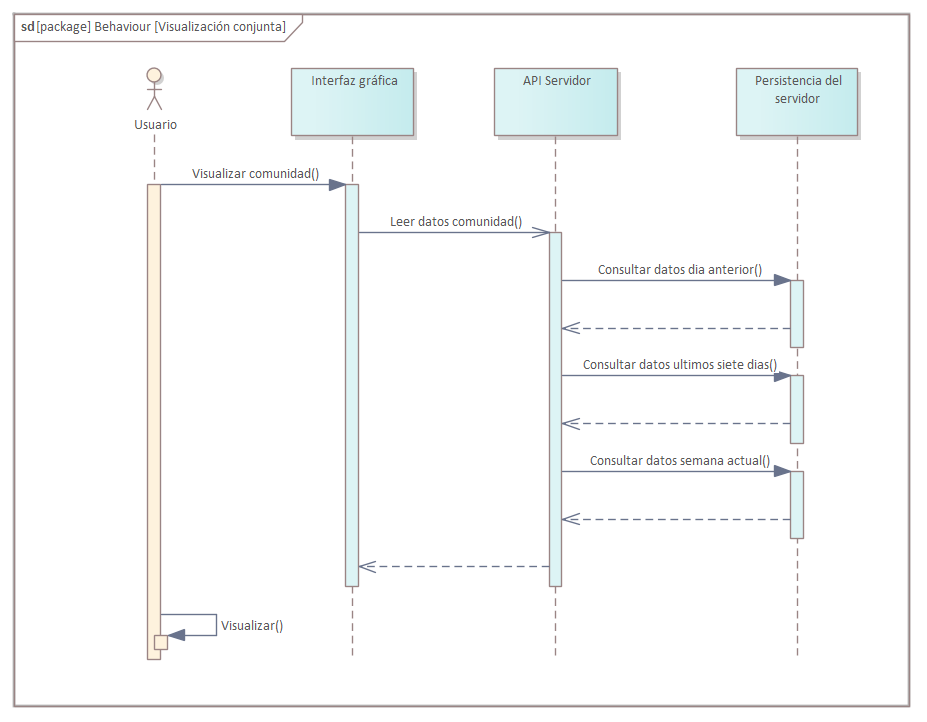 sd [package] Behaviour [Visualización conjunta]
Usuario
Interfaz gráfica
API Servidor
Persistencia del
servidor
Visualizar comunidad()
Leer datos comunidad()
Consultar datos dia anterior()
Consultar datos ultimos siete dias()
Consultar datos semana actual()
Visualizar()